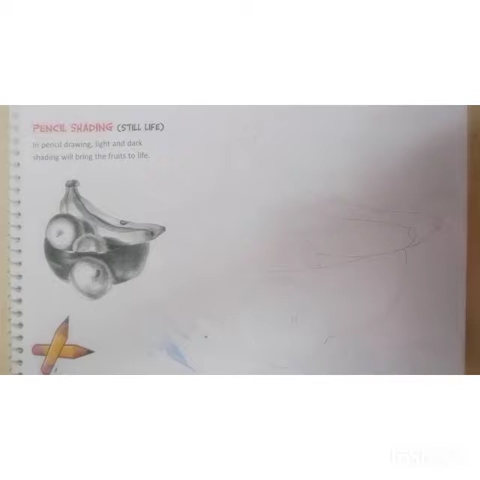 PENCIL SHADING (STILL LIFE)
In pencil drawing, light and dark
shading will bring the fruits to life.